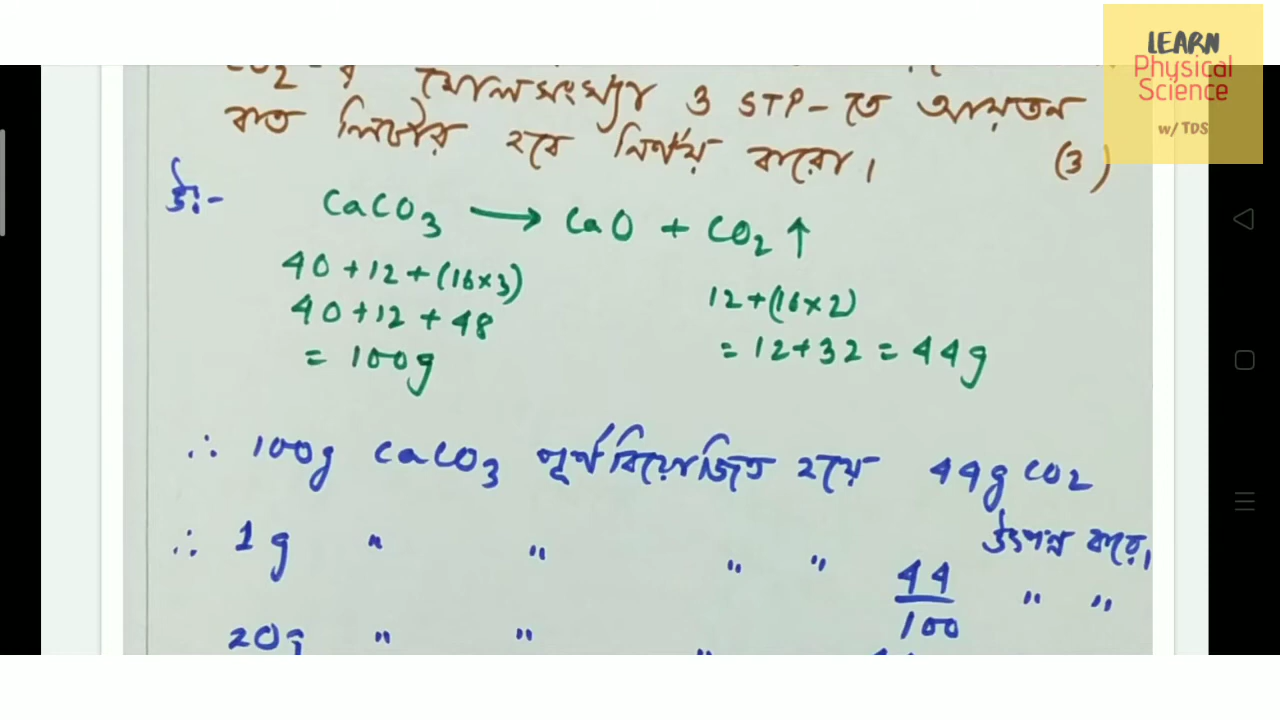 CO2-র মোলসংখ্যা ও STP-তে আয়তন
কত লিটার হবে নির্ণয় করো।
(3)
উঃ-
CaCO3 → CaO + CO2 ↑
40 + 12 + (16×3)
12 + (16×2)
40 + 12 + 48
= 12 + 32 = 44g
= 100g
∴ 100g CaCO3 পূর্ণ বিয়োজিত হয়ে 44g CO2
উৎপন্ন করে।
∴ 1g " " " " 44/100 " "
20g " " "
LEARN
Physical
Science
w/ TDS